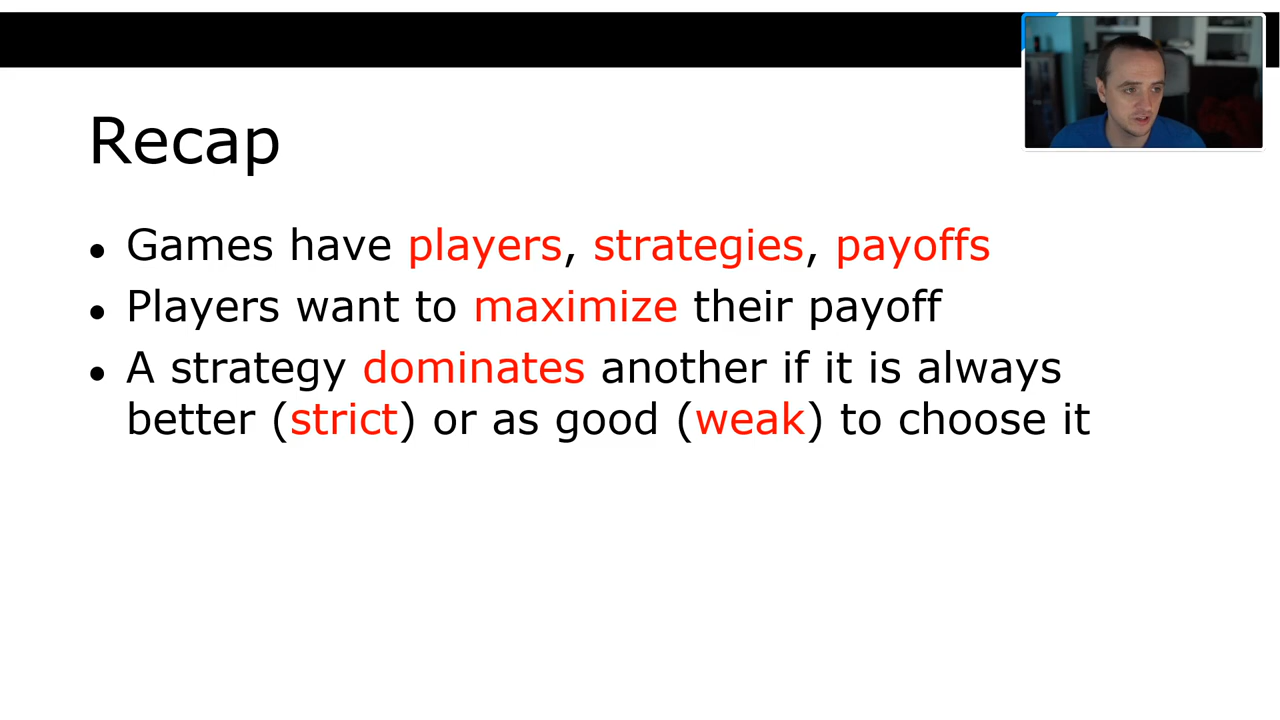 Recap
• Games have players, strategies, payoffs
• Players want to maximize their payoff
• A strategy dominates another if it is always
better (strict) or as good (weak) to choose it